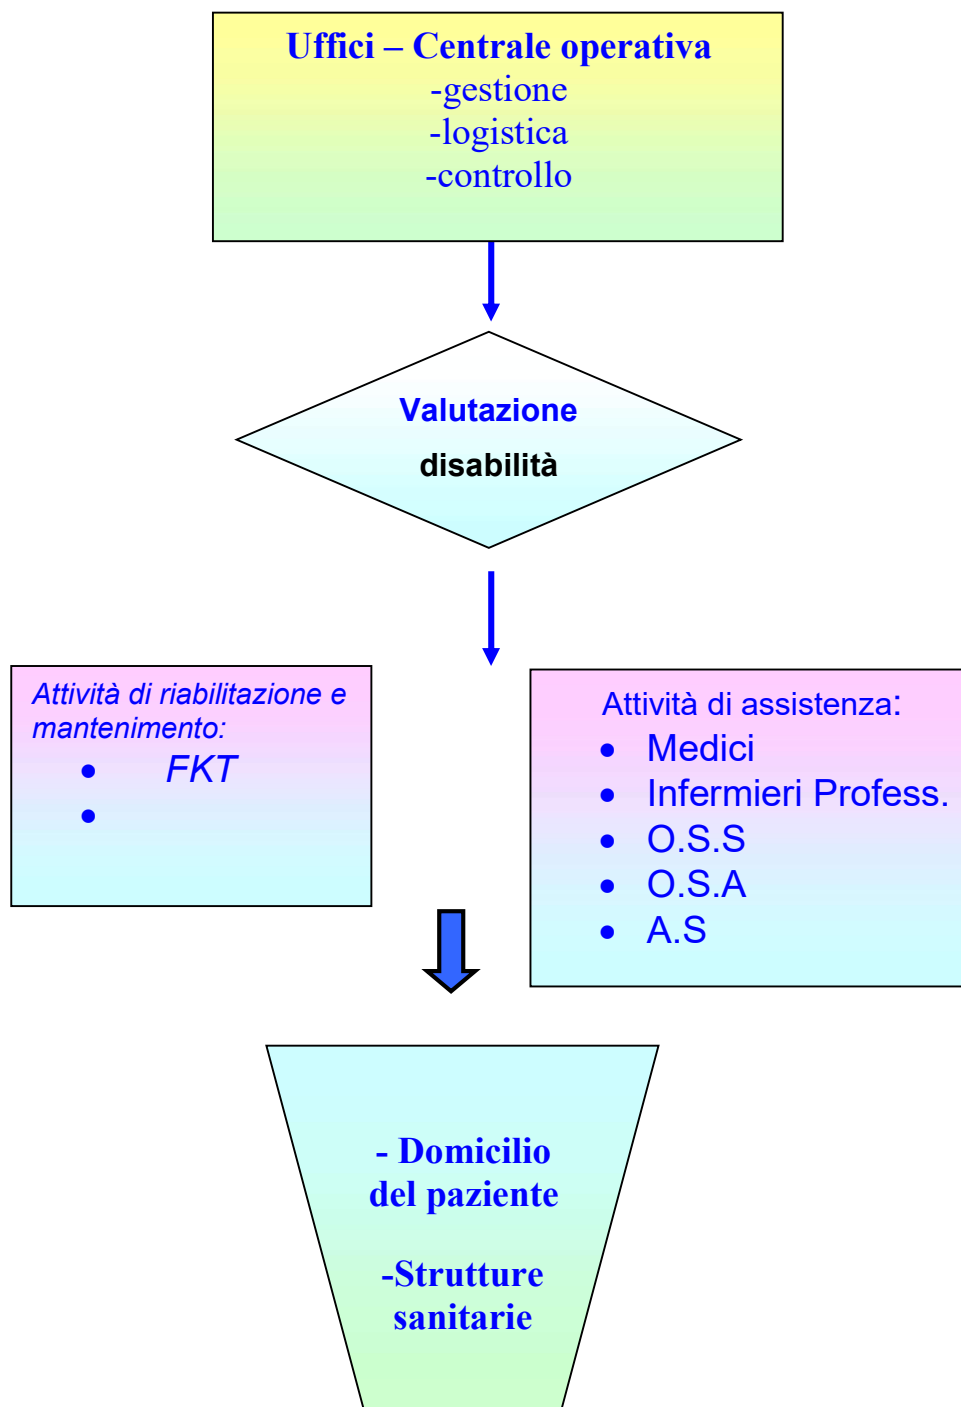 Uffici – Centrale operativa
-gestione
-logistica
-controllo
Valutazione
disabilità
Attività di riabilitazione e
mantenimento:
• FKT
•
Attività di assistenza:
• Medici
• Infermieri Profess.
• O.S.S
• O.S.A
• A.S
- Domicilio
del paziente
-Strutture
sanitarie